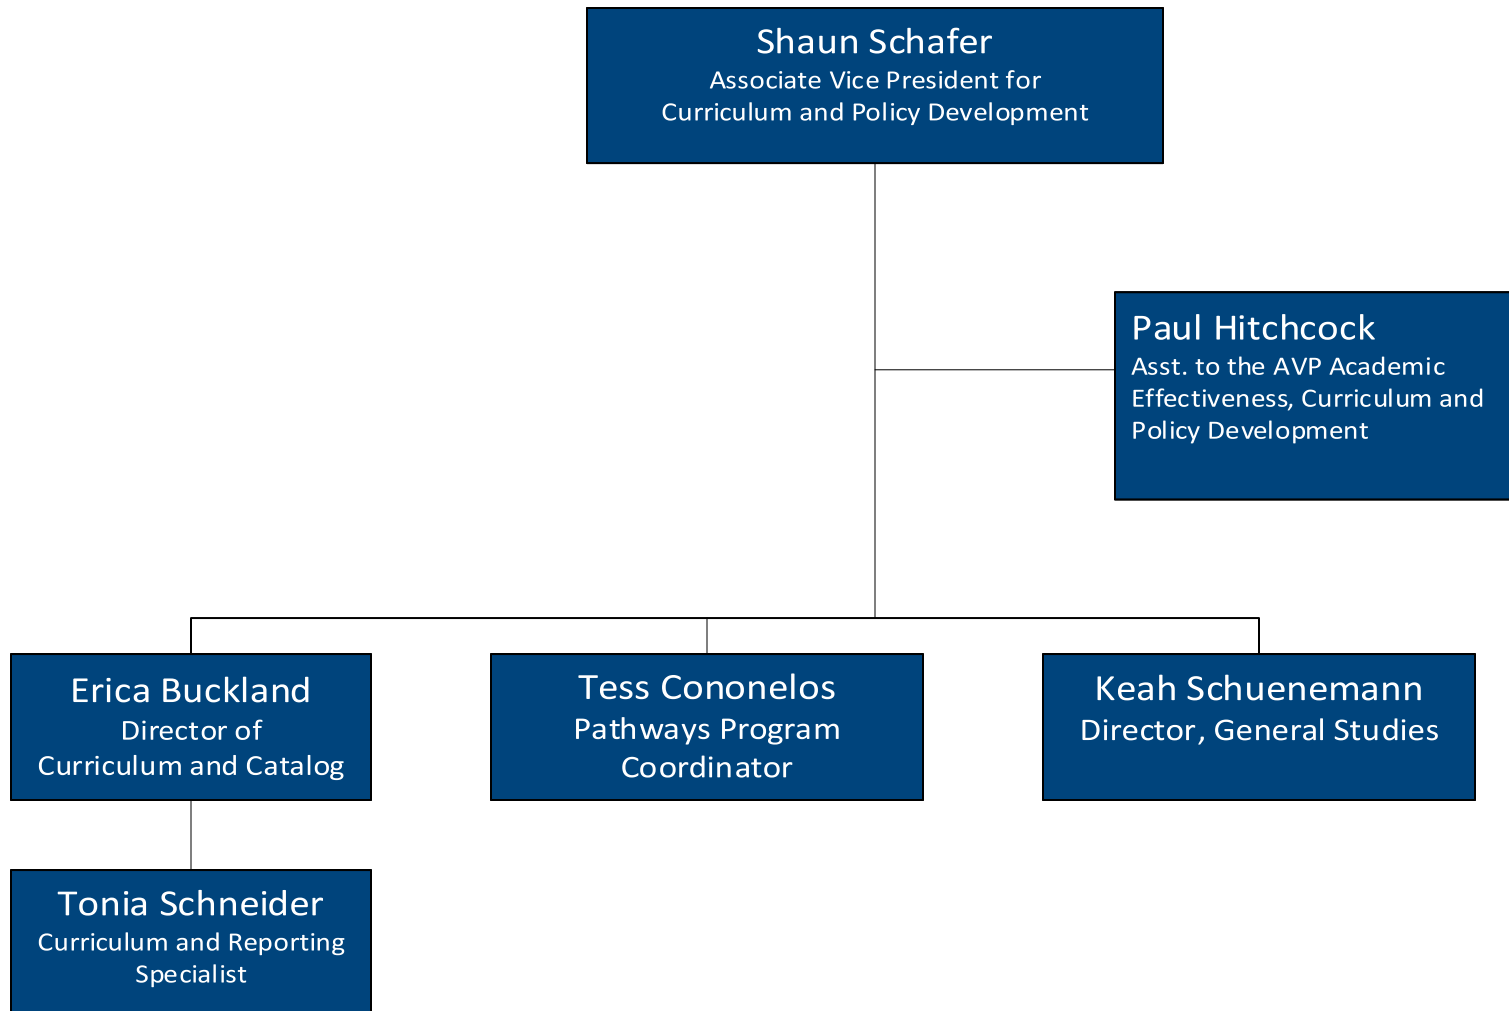 Shaun Schafer
Associate Vice President for
Curriculum and Policy Development
Paul Hitchcock
Asst. to the AVP Academic
Effectiveness, Curriculum and
Policy Development
Erica Buckland
Director of
Curriculum and Catalog
Tess Cononelos
Pathways Program
Coordinator
Keah Schuenemann
Director, General Studies
Tonia Schneider
Curriculum and Reporting
Specialist